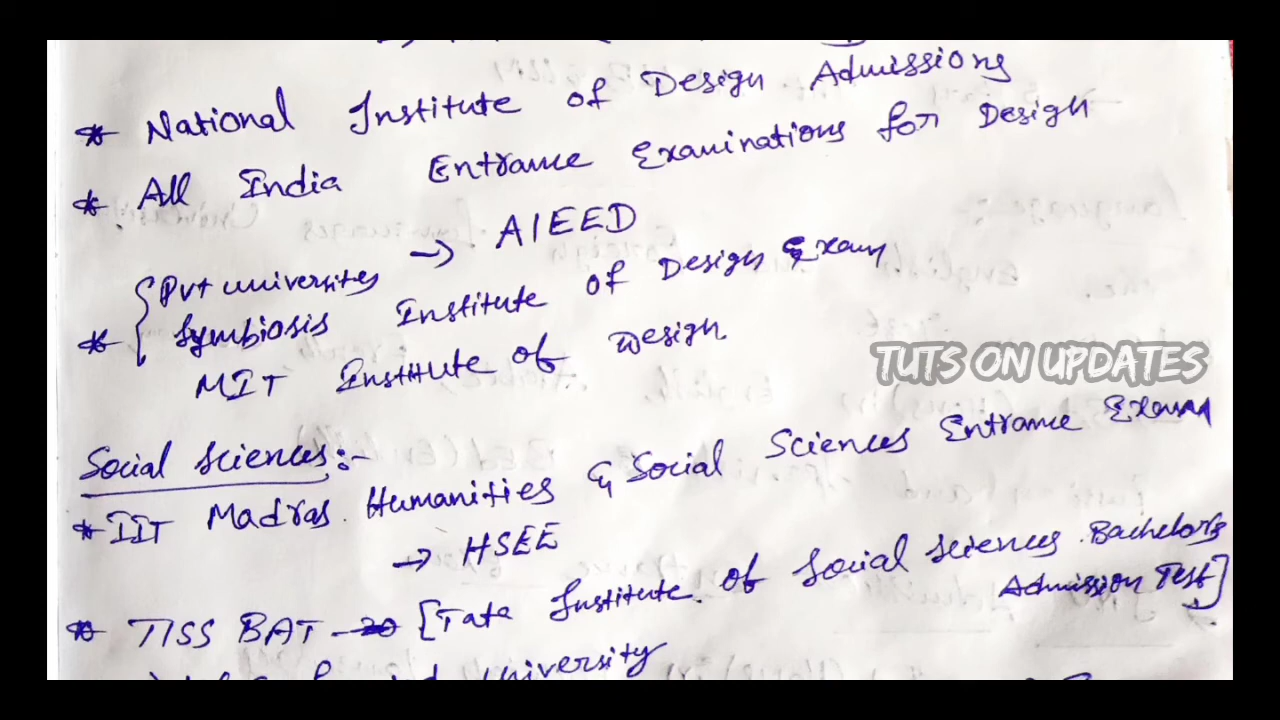 * National Institute of Design Admissions
* All India Entrance Examinations for Design
→ AIEED
* { Pvt universites
Symbiosis Institute of Design Exam
MIT Institute of Design
TUTS ON UPDATES
Social Sciences:-
* IIT Madras Humanities & Social Sciences Entrance Exam
→ HSEE
* TISS BAT → [Tata Institute of Social Sciences Bachelors
Admission Test]
university